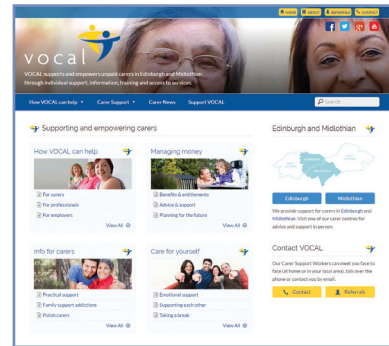 HOME
ABOUT
CONTACT
vocal
VOCAL supports and empowers unpaid carers in Edinburgh and Midlothian
through individual support, information, training and access to services.
How VOCAL can help
Carer Support
Carer News
Support VOCAL
Search
Supporting and empowering carers
How VOCAL can help
For carers
For professionals
For employers
View All
Managing money
Benefits & entitlements
Advice & support
Planning for the future
View All
Info for carers
Practical support
Family support addictions
Polish carers
View All
Care for yourself
Emotional support
Supporting each other
Taking a break
View All
Edinburgh and Midlothian
Edinburgh
Midlothian
We provide support for carers in Edinburgh and
Midlothian. Visit one of our carer centres for
advice and support in person.
Contact VOCAL
Our Carer Support Workers can meet you face to
face (at home or in your local area), talk over the
phone or contact you by email.
Contact
Referrals